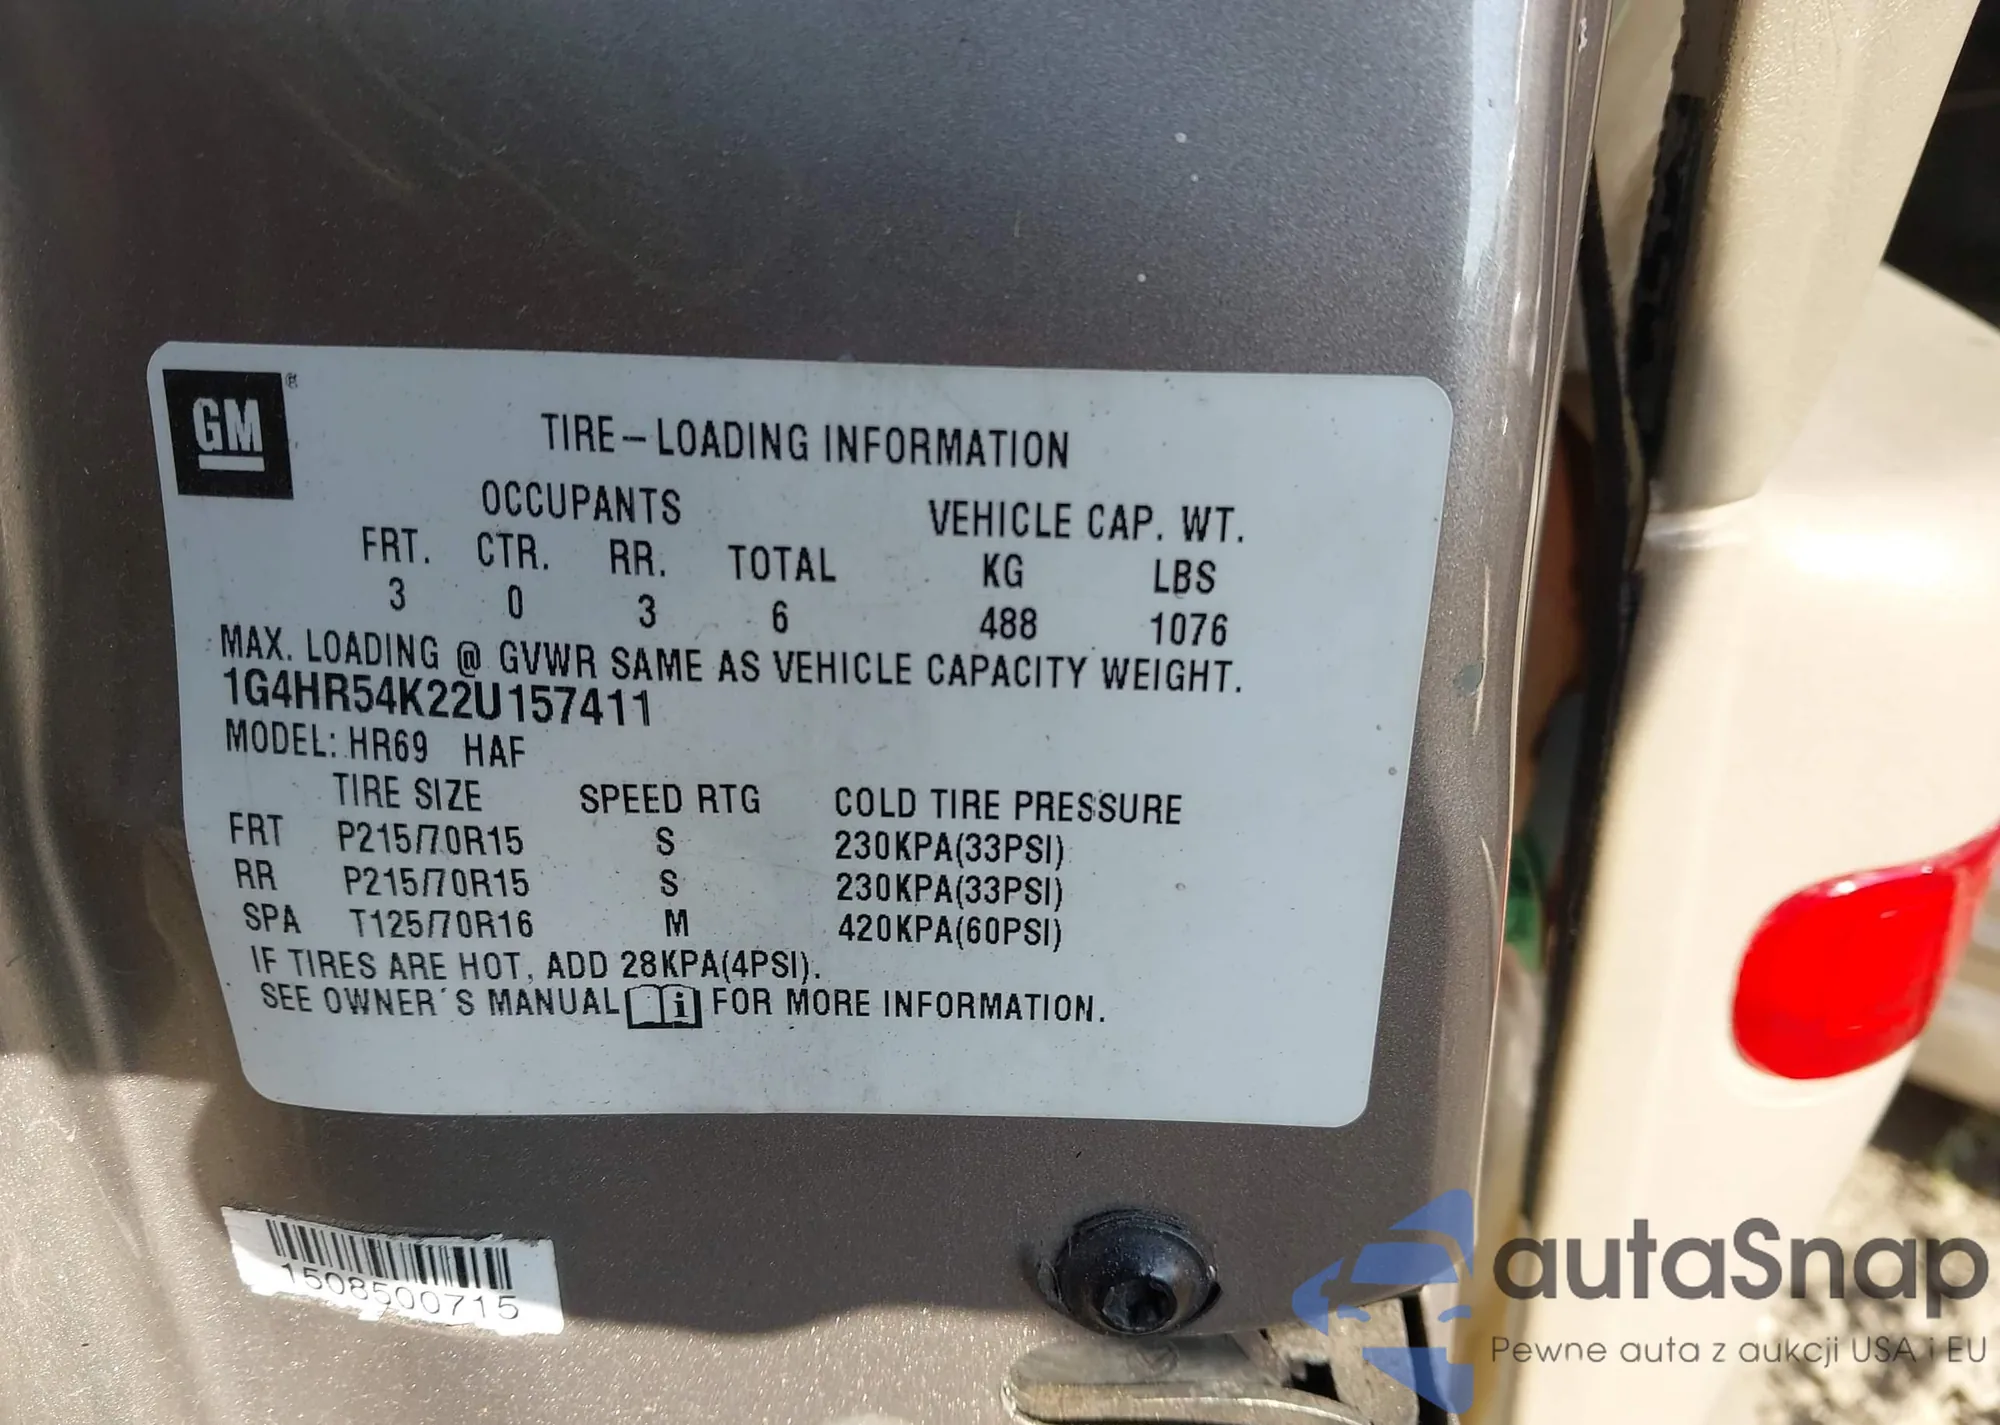 GM ®
TIRE – LOADING INFORMATION
OCCUPANTS VEHICLE CAP. WT.
FRT. CTR. RR. TOTAL KG LBS
3 0 3 6 488 1076
MAX. LOADING @ GVWR SAME AS VEHICLE CAPACITY WEIGHT.
1G4HR54K22U157411
MODEL: HR69 HAF
TIRE SIZE SPEED RTG COLD TIRE PRESSURE
FRT P215/70R15 S 230KPA(33PSI)
RR P215/70R15 S 230KPA(33PSI)
SPA T125/70R16 M 420KPA(60PSI)
IF TIRES ARE HOT, ADD 28KPA(4PSI).
SEE OWNER´S MANUAL i FOR MORE INFORMATION.
1508500715
autaSnap
Pewne auta z aukcji USA i EU